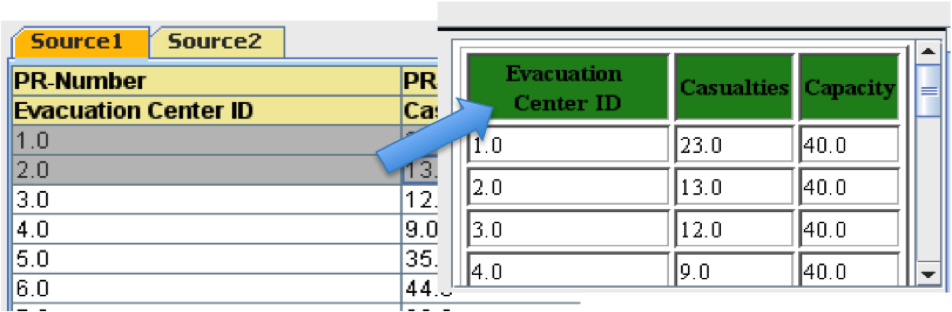 Source1 Source2
PR-Number PR
Evacuation Center ID
1.0
2.0 13.
3.0 12.
4.0 9.0
5.0 35.
6.0 44.
Evacuation Casualties Capacity
Center ID
1.0 23.0 40.0
2.0 13.0 40.0
3.0 12.0 40.0
4.0 9.0 40.0